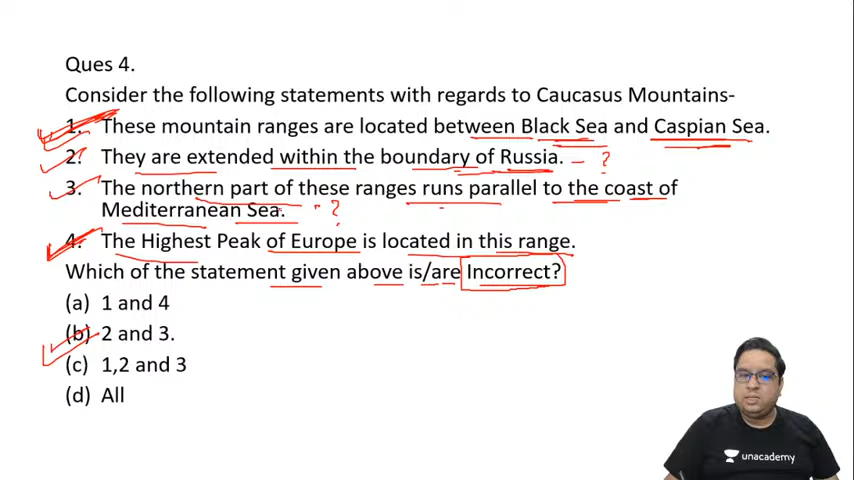 Ques 4.
Consider the following statements with regards to Caucasus Mountains-
1. These mountain ranges are located between Black Sea and Caspian Sea.
2. They are extended within the boundary of Russia. - ?
3. The northern part of these ranges runs parallel to the coast of
Mediterranean Sea. - ?
4. The Highest Peak of Europe is located in this range.
Which of the statement given above is/are Incorrect?
(a) 1 and 4
(b) 2 and 3.
(c) 1,2 and 3
(d) All
unacademy